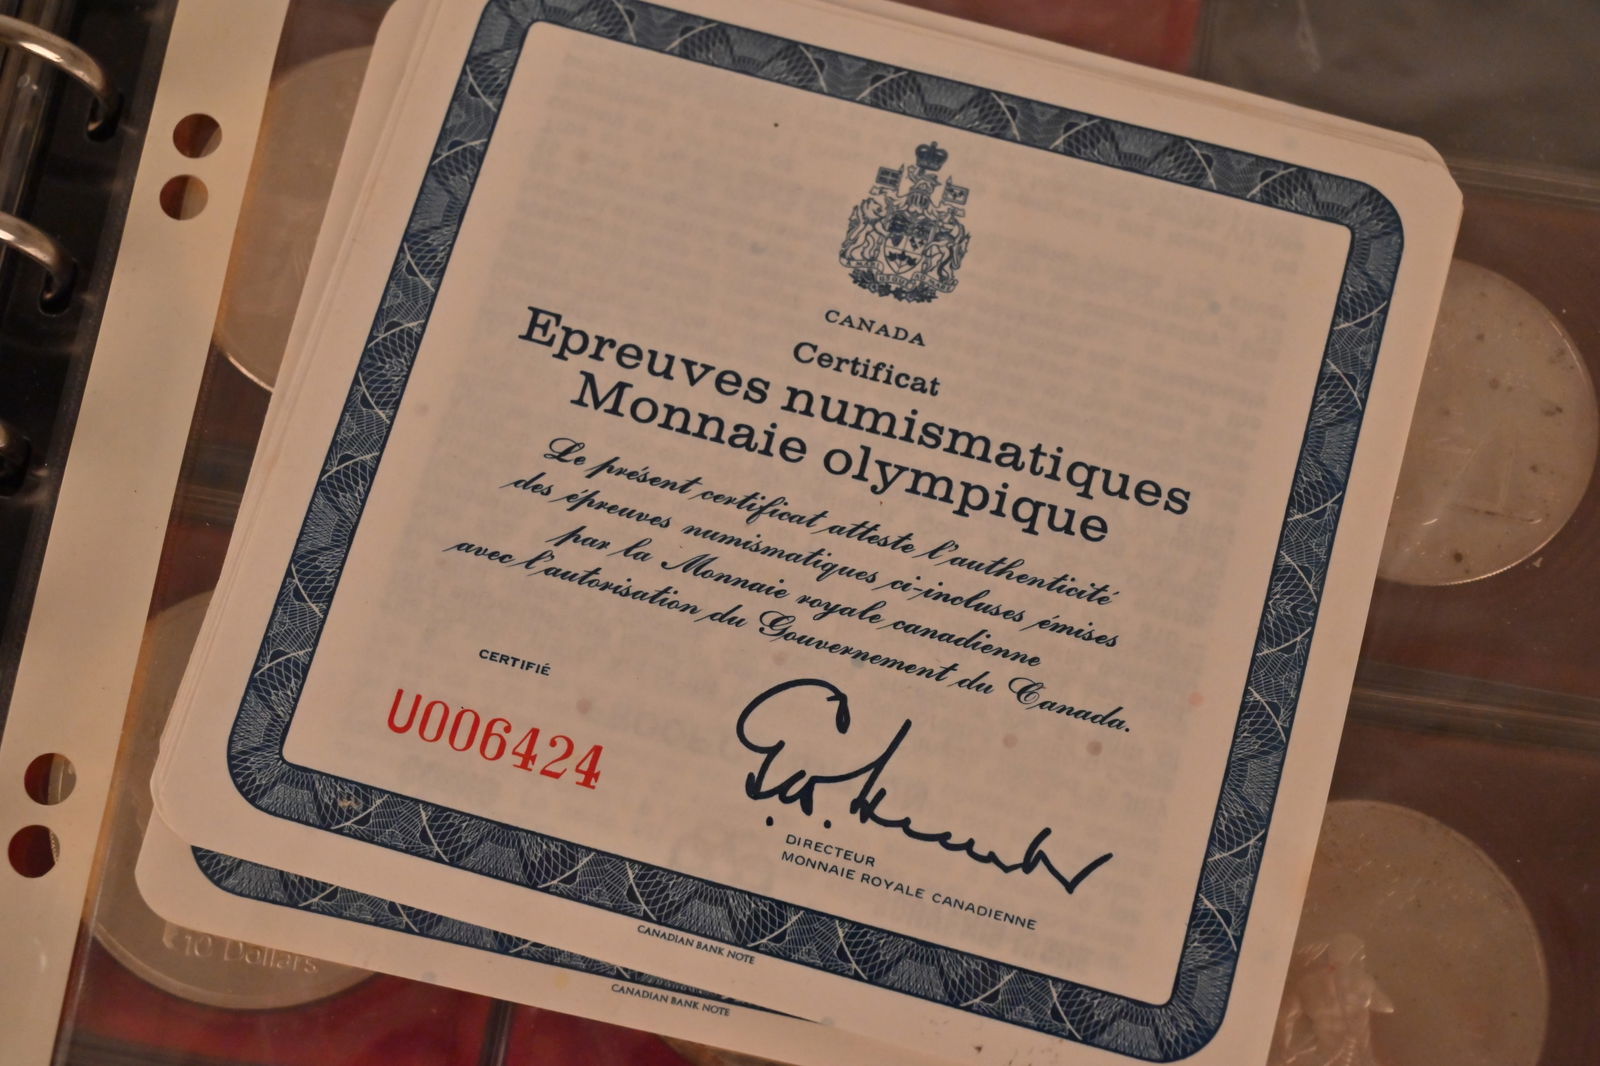 CANADA
Certificat
Epreuves numismatiques
Monnaie olympique
Le présent certificat atteste l'authenticité
des épreuves numismatiques ci-incluses émises
par la Monnaie royale canadienne
avec l'autorisation du Gouvernement du Canada.
CERTIFIÉ
U006424
DIRECTEUR
MONNAIE ROYALE CANADIENNE
CANADIAN BANK NOTE
CANADIAN BANK NOTE
10 Dollars